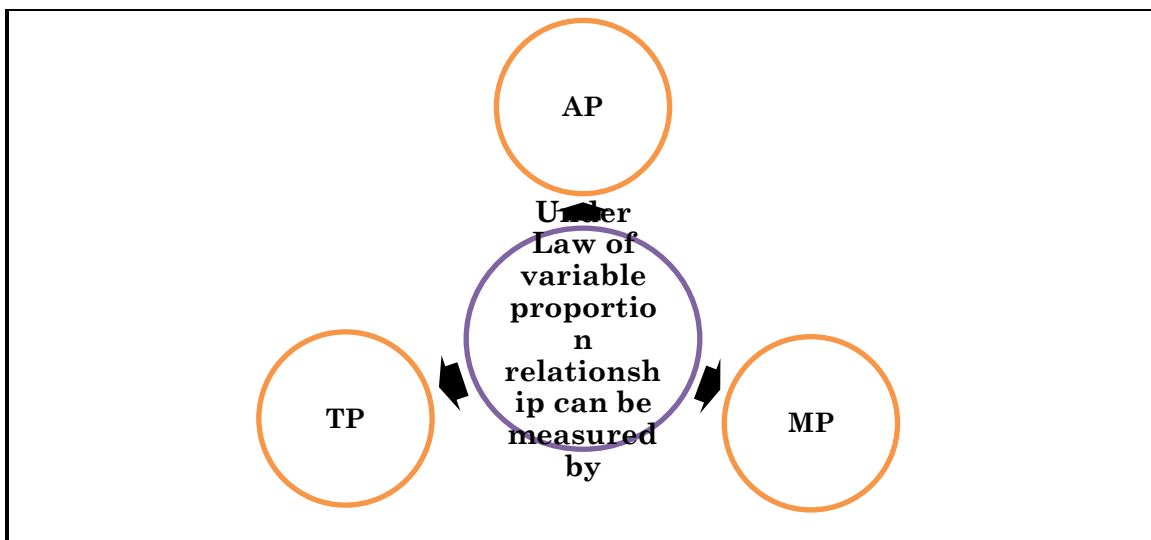 AP
Under
Law of
variable
proportio
n
relationsh
ip can be
measured
by
TP
MP